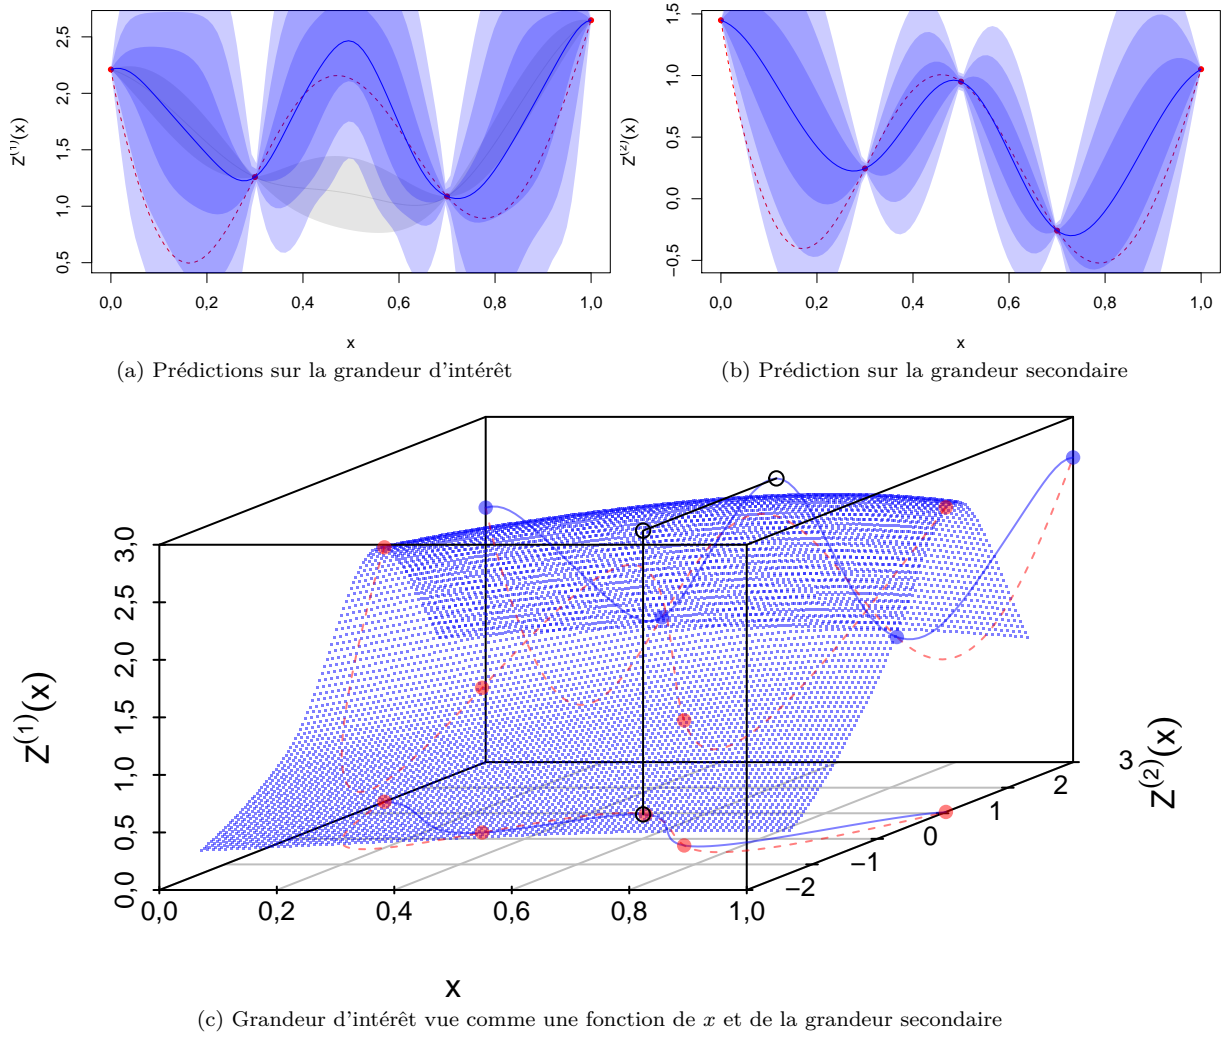 Z(1)(x)
2,5
2,0
1,5
1,0
0,5
0,0 0,2 0,4 0,6 0,8 1,0
x
(a) Prédictions sur la grandeur d'intérêt
Z(2)(x)
1,5
1,0
0,5
0,0
−0,5
0,0 0,2 0,4 0,6 0,8 1,0
x
(b) Prédiction sur la grandeur secondaire
Z(1)(x)
3,0
2,5
2,0
1,5
1,0
0,5
0,0
0,0 0,2 0,4 0,6 0,8 1,0
x
−2 −1 0 1 2 3
Z(2)(x)
(c) Grandeur d'intérêt vue comme une fonction de x et de la grandeur secondaire